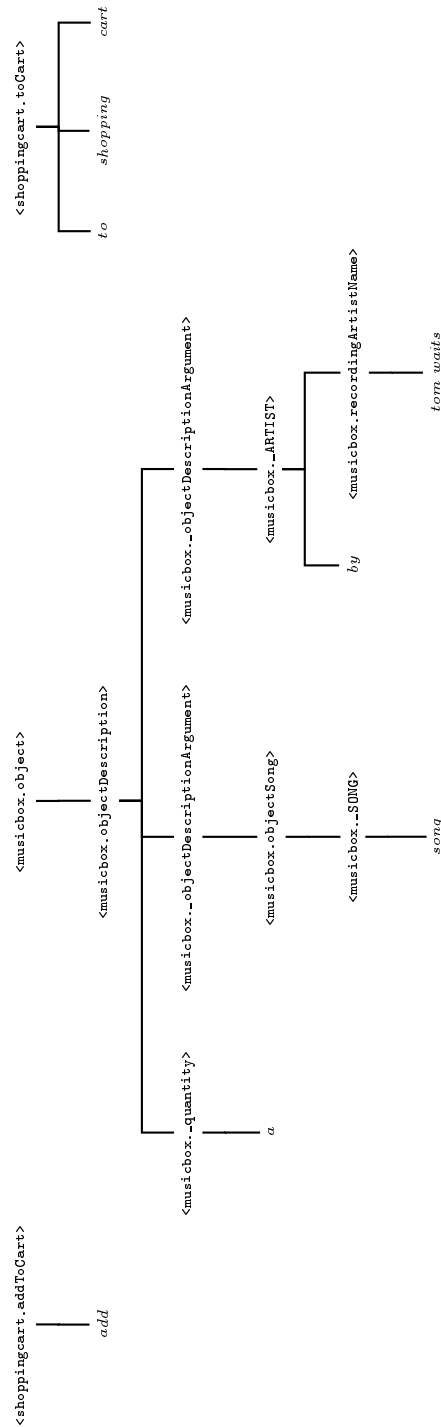 <shoppingcart.addToCart>
add
<musicbox.object>
<musicbox.objectDescription>
<musicbox._quantity>
a
<musicbox._objectDescriptionArgument>
<musicbox.objectSong>
<musicbox._SONG>
song
<musicbox._objectDescriptionArgument>
<musicbox._ARTIST>
by
<musicbox.recordingArtistName>
tom waits
<shoppingcart.toCart>
to
shopping
cart